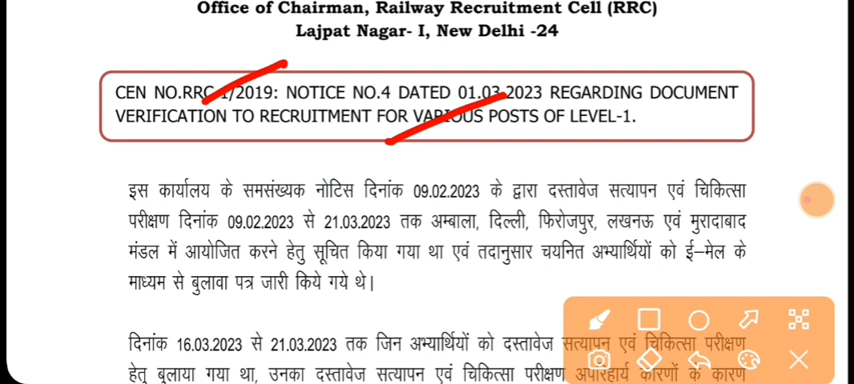 Office of Chairman, Railway Recruitment Cell (RRC)
Lajpat Nagar- I, New Delhi -24
CEN NO.RRC-1/2019: NOTICE NO.4 DATED 01.03.2023 REGARDING DOCUMENT
VERIFICATION TO RECRUITMENT FOR VARIOUS POSTS OF LEVEL-1.
इस कार्यालय के समसंख्यक नोटिस दिनांक 09.02.2023 के द्वारा दस्तावेज सत्यापन एवं चिकित्सा
परीक्षण दिनांक 09.02.2023 से 21.03.2023 तक अम्बाला, दिल्ली, फिरोजपुर, लखनऊ एवं मुरादाबाद
मंडल में आयोजित करने हेतु सूचित किया गया था एवं तदानुसार चयनित अभ्यार्थियों को ई–मेल के
माध्यम से बुलावा पत्र जारी किये गये थे।
दिनांक 16.03.2023 से 21.03.2023 तक जिन अभ्यार्थियों को दस्तावेज सत्यापन एवं चिकित्सा परीक्षण
हेतु बुलाया गया था, उनका दस्तावेज सत्यापन एवं चिकित्सा परीक्षण अपरिहार्य कारणों के कारण